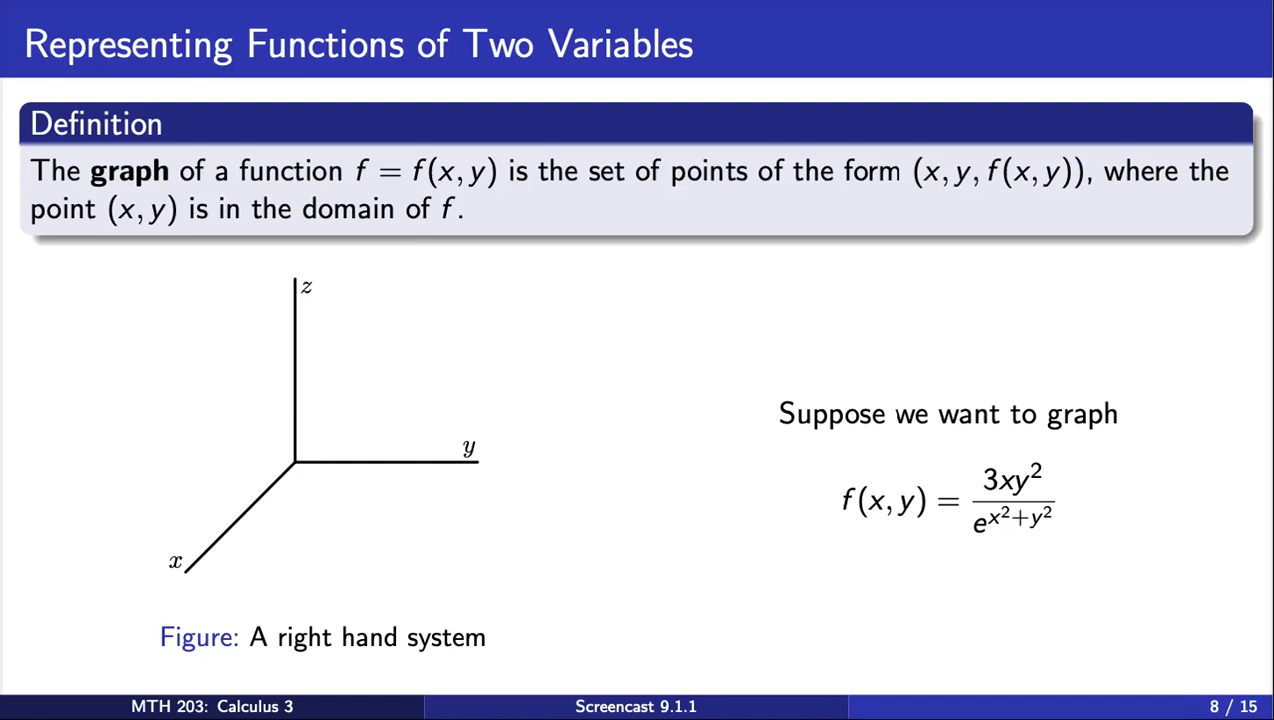 Representing Functions of Two Variables
Definition
The graph of a function f = f(x, y) is the set of points of the form (x, y, f(x, y)), where the
point (x, y) is in the domain of f.
z
y
x
Figure: A right hand system
Suppose we want to graph
f(x, y) = \frac{3xy^2}{e^{x^2+y^2}}
MTH 203: Calculus 3
Screencast 9.1.1
8 / 15